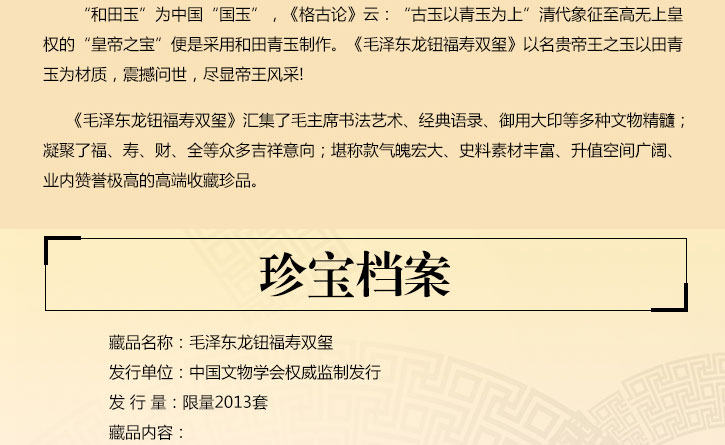 “和田玉”为中国“国玉”，《格古论》云：“古玉以青玉为上”清代象征至高无上皇
权的“皇帝之宝”便是采用和田青玉制作。《毛泽东龙钮福寿双玺》以名贵帝王之玉以田青
玉为材质，震撼问世，尽显帝王风采!
《毛泽东龙钮福寿双玺》汇集了毛主席书法艺术、经典语录、御用大印等多种文物精髓；
凝聚了福、寿、财、全等众多吉祥意向；堪称款气魄宏大、史料素材丰富、升值空间广阔、
业内赞誉极高的高端收藏珍品。
珍宝档案
藏品名称：毛泽东龙钮福寿双玺
发行单位：中国文物学会权威监制发行
发 行 量：限量2013套
藏品内容：